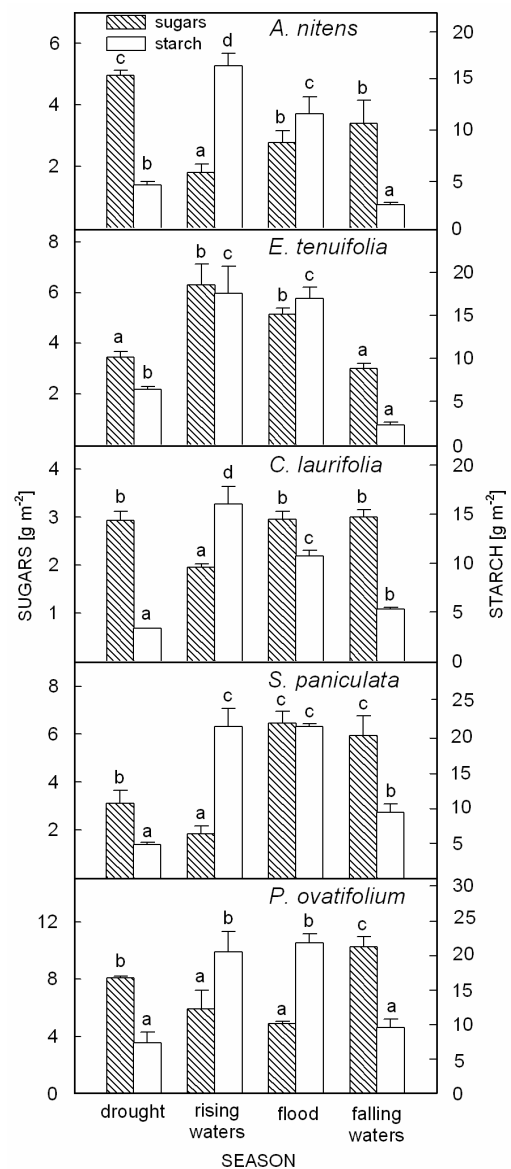 sugars
starch
A. nitens
6
4
2
20
15
10
5
0
c
b
a
d
b
c
b
a
E. tenuifolia
8
6
4
2
20
15
10
5
0
a
b
b
c
b
c
a
a
C. laurifolia
4
3
2
1
20
15
10
5
0
b
a
a
d
b
c
b
b
SUGARS [g m-2]
STARCH [g m-2]
S. paniculata
8
6
4
2
25
22
20
15
10
5
b
a
a
c
c
c
c
b
P. ovatifolium
12
8
4
0
30
25
20
15
10
5
0
b
a
a
b
a
b
c
a
drought
rising
waters
flood
falling
waters
SEASON